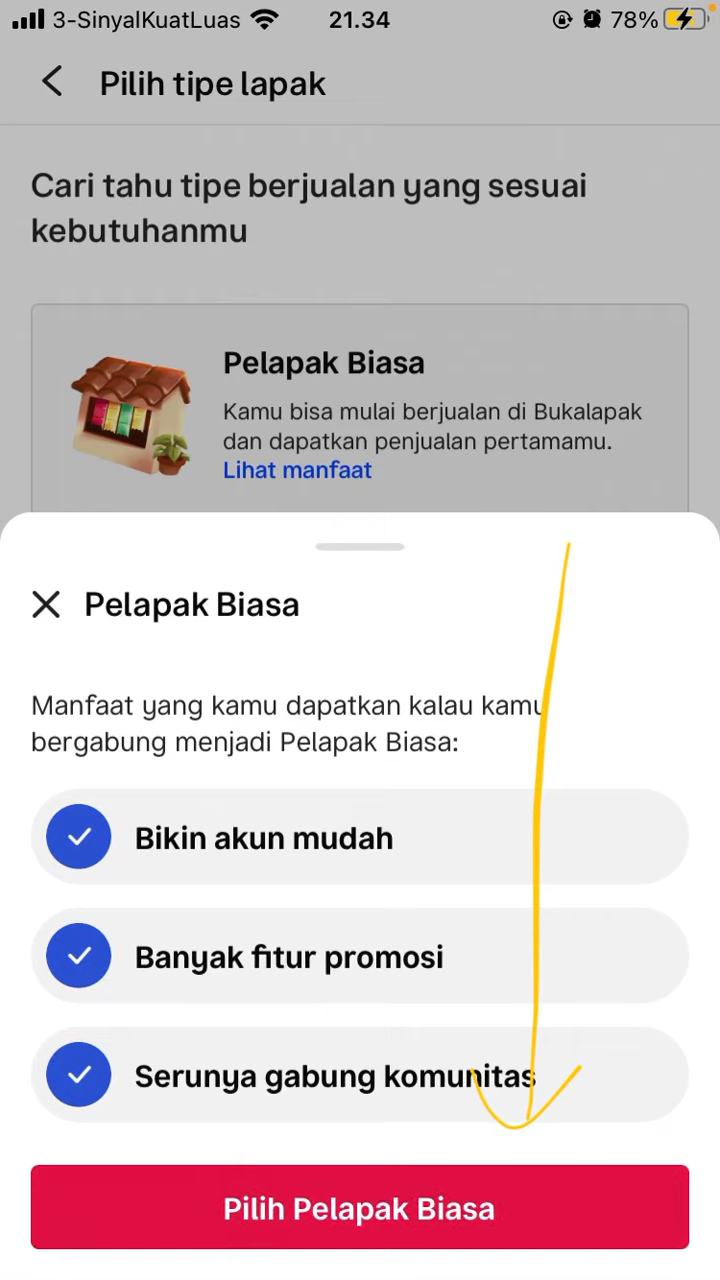 3-SinyalKuatLuas 21.34 78%
Pilih tipe lapak
Cari tahu tipe berjualan yang sesuai
kebutuhanmu
Pelapak Biasa
Kamu bisa mulai berjualan di Bukalapak
dan dapatkan penjualan pertamamu.
Lihat manfaat
Pelapak Biasa
Manfaat yang kamu dapatkan kalau kamu
bergabung menjadi Pelapak Biasa:
Bikin akun mudah
Banyak fitur promosi
Serunya gabung komunitas
Pilih Pelapak Biasa